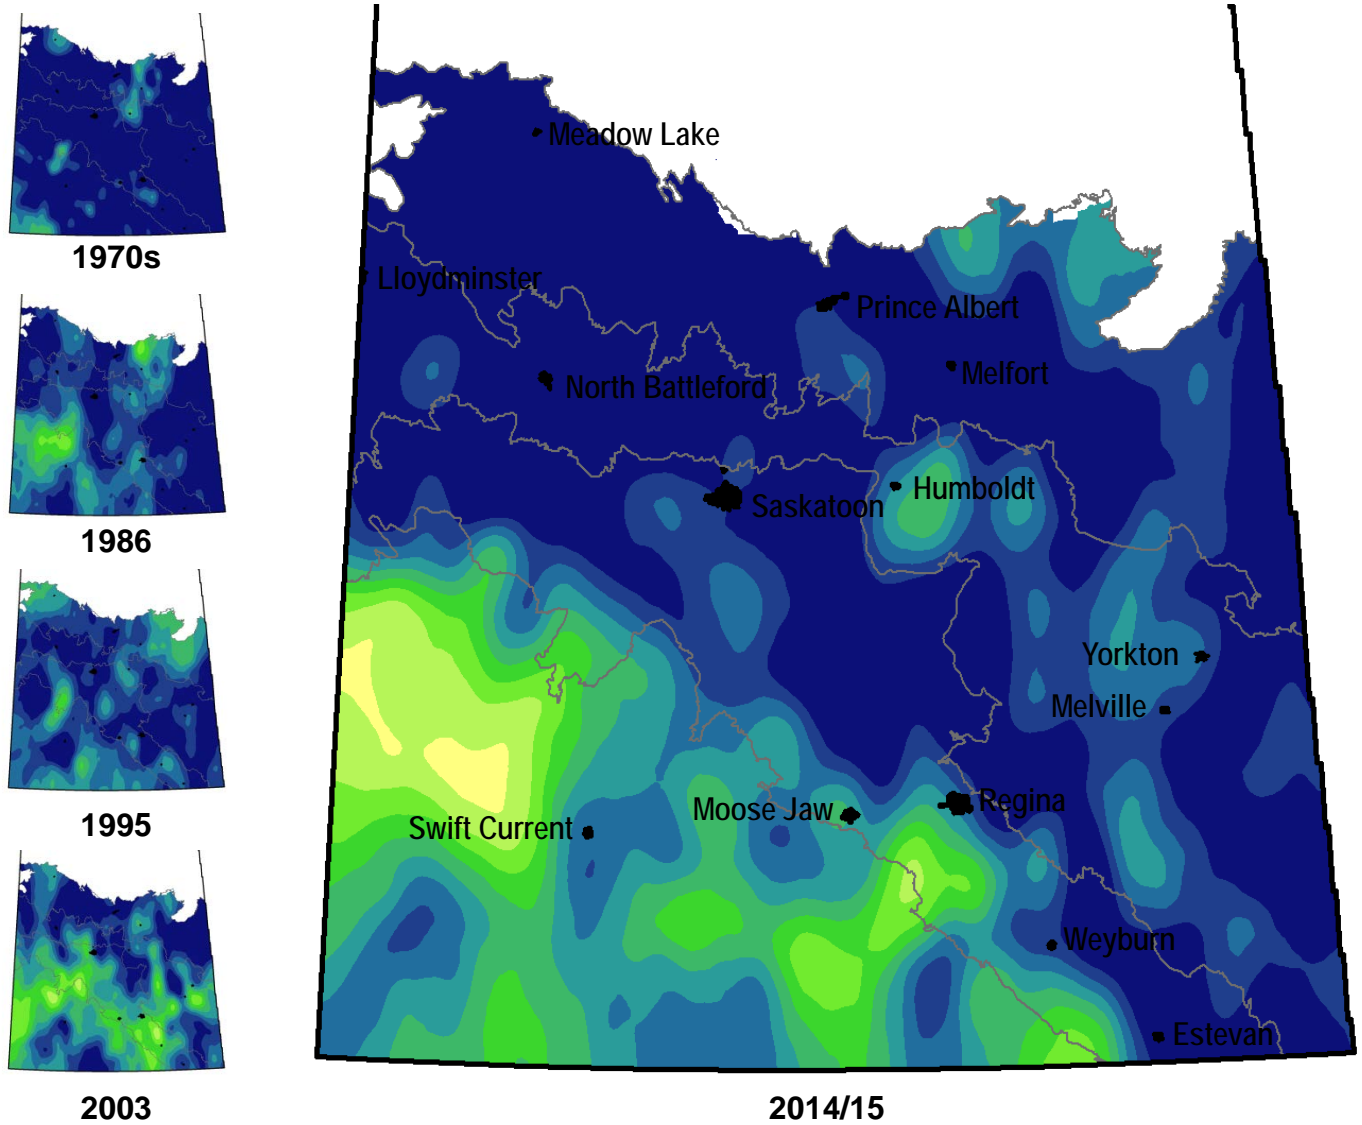 Meadow Lake
1970s
Lloydminster
Prince Albert
Melfort
North Battleford
Humboldt
Saskatoon
1986
Yorkton
Melville
Regina
Moose Jaw
Swift Current
1995
Weyburn
Estevan
2003
2014/15